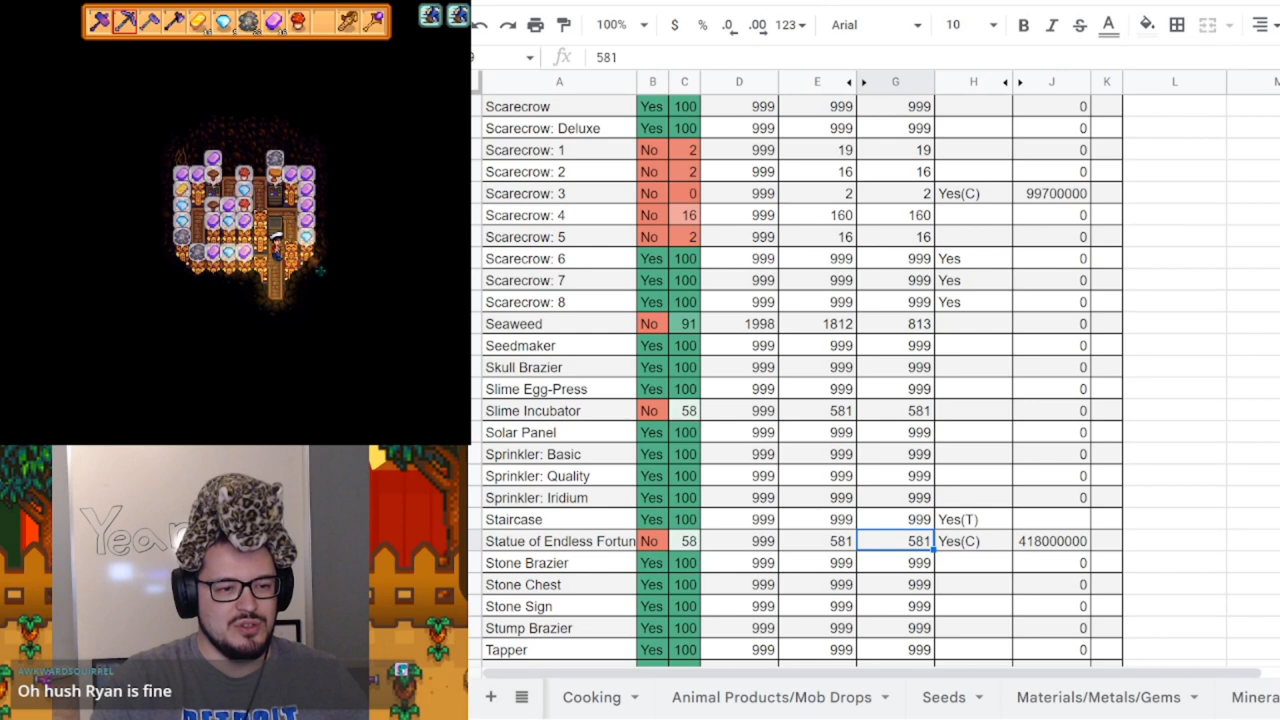 100% $ % .0 .00 123 Arial 10 B I S A
fx 581
A B C D E G H J K L
Scarecrow Yes 100 999 999 999 0
Scarecrow: Deluxe Yes 100 999 999 999 0
Scarecrow: 1 No 2 999 19 19 0
Scarecrow: 2 No 2 999 16 16 0
Scarecrow: 3 No 0 999 2 2 Yes(C) 99700000
Scarecrow: 4 No 16 999 160 160 0
Scarecrow: 5 No 2 999 16 16 0
Scarecrow: 6 Yes 100 999 999 999 Yes 0
Scarecrow: 7 Yes 100 999 999 999 Yes 0
Scarecrow: 8 Yes 100 999 999 999 Yes 0
Seaweed No 91 1998 1812 813 0
Seedmaker Yes 100 999 999 999 0
Skull Brazier Yes 100 999 999 999 0
Slime Egg-Press Yes 100 999 999 999 0
Slime Incubator No 58 999 581 581 0
Solar Panel Yes 100 999 999 999 0
Sprinkler: Basic Yes 100 999 999 999 0
Sprinkler: Quality Yes 100 999 999 999 0
Sprinkler: Iridium Yes 100 999 999 999 0
Staircase Yes 100 999 999 999 Yes(T) 0
Statue of Endless Fortun No 58 999 581 581 Yes(C) 418000000
Stone Brazier Yes 100 999 999 999 0
Stone Chest Yes 100 999 999 999 0
Stone Sign Yes 100 999 999 999 0
Stump Brazier Yes 100 999 999 999 0
Tapper Yes 100 999 999 999 0
Cooking Animal Products/Mob Drops Seeds Materials/Metals/Gems Minera
Year
AWKWARDSQUIRREL
Oh hush Ryan is fine
DETROIT